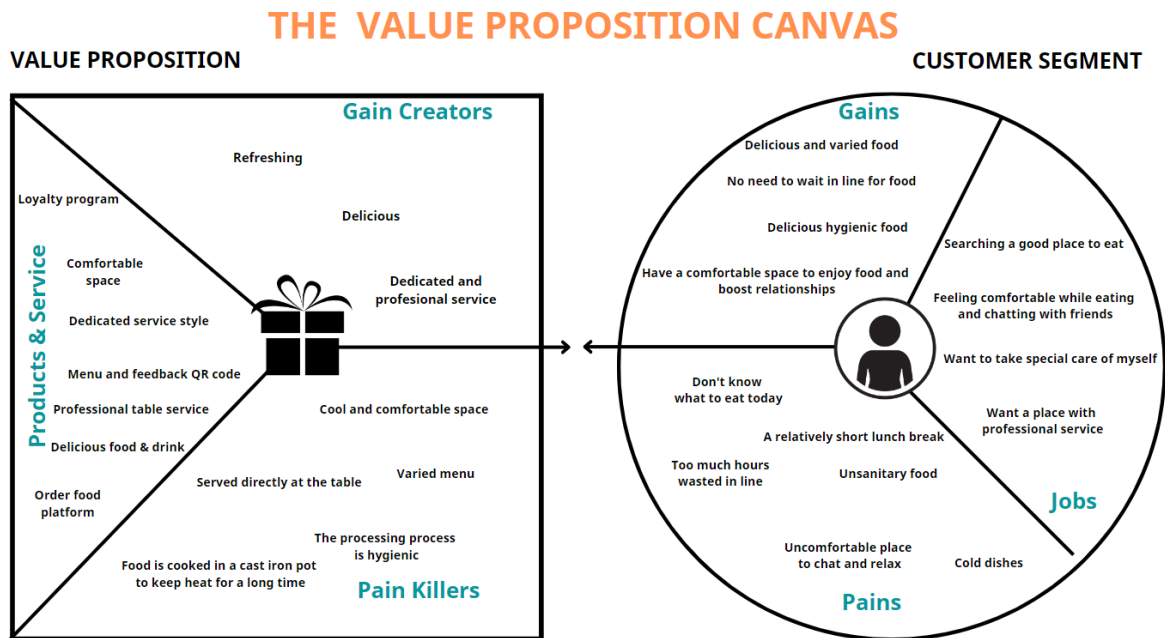 THE VALUE PROPOSITION CANVAS
VALUE PROPOSITION
CUSTOMER SEGMENT
Gain Creators
Refreshing
Delicious
Dedicated and
profesional service
Loyalty program
Comfortable
space
Dedicated service style
Menu and feedback QR code
Professional table service
Delicious food & drink
Order food
platform
Products & Service
Cool and comfortable space
Varied menu
Served directly at the table
The processing process
is hygienic
Food is cooked in a cast iron pot
to keep heat for a long time
Pain Killers
Gains
Delicious and varied food
No need to wait in line for food
Delicious hygienic food
Have a comfortable space to enjoy food and
boost relationships
Searching a good place to eat
Feeling comfortable while eating
and chatting with friends
Want to take special care of myself
Want a place with
professional service
Jobs
Don't know
what to eat today
A relatively short lunch break
Too much hours
wasted in line
Unsanitary food
Uncomfortable place
to chat and relax
Cold dishes
Pains